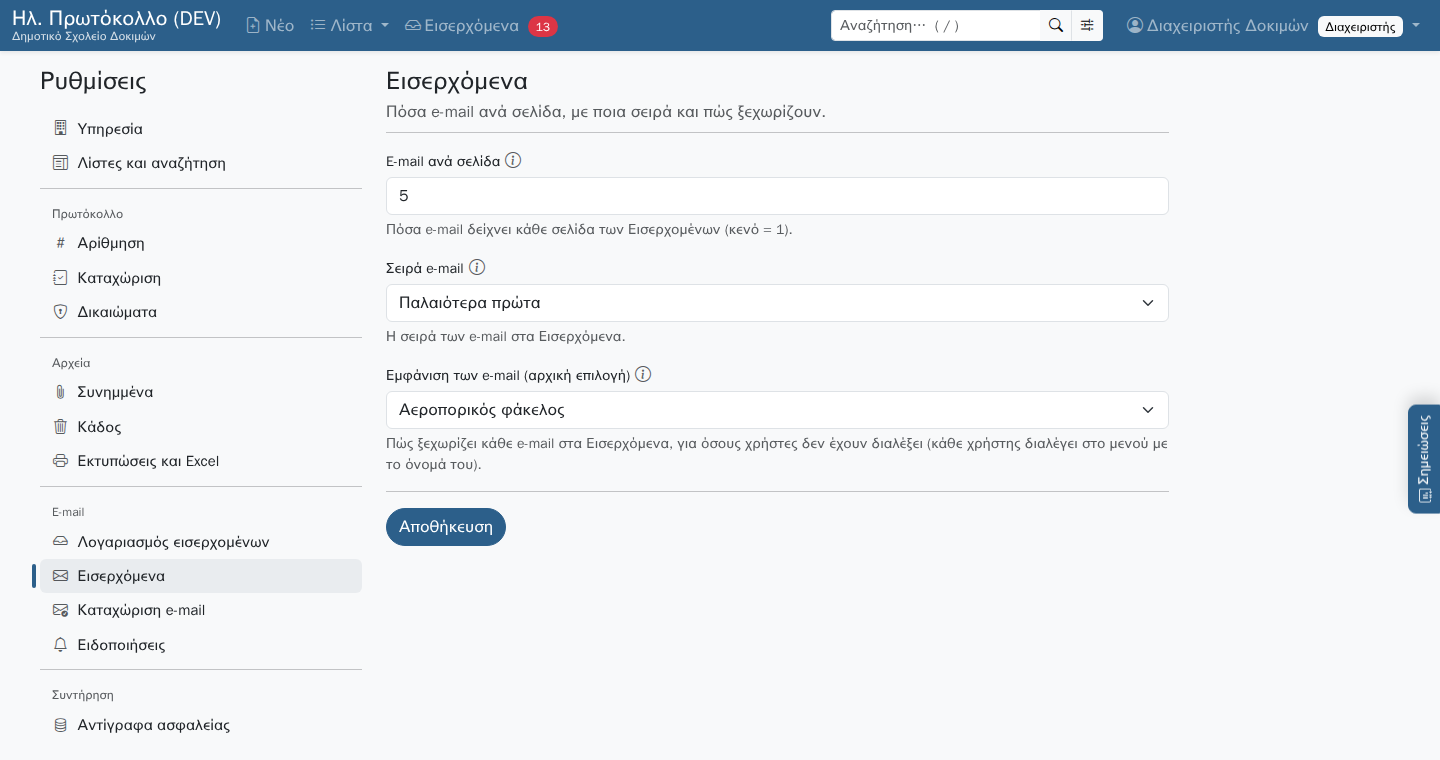 Ηλ. Πρωτόκολλο (DEV)
Δημοτικό Σχολείο Δοκιμών
Νέο
Λίστα
Εισερχόμενα 13
Αναζήτηση… ( / )
Διαχειριστής Δοκιμών Διαχειριστής
Ρυθμίσεις
Υπηρεσία
Λίστες και αναζήτηση
Πρωτόκολλο
# Αρίθμηση
Καταχώριση
Δικαιώματα
Αρχεία
Συνημμένα
Κάδος
Εκτυπώσεις και Excel
E-mail
Λογαριασμός εισερχομένων
Εισερχόμενα
Καταχώριση e-mail
Ειδοποιήσεις
Συντήρηση
Αντίγραφα ασφαλείας
Εισερχόμενα
Πόσα e-mail ανά σελίδα, με ποια σειρά και πώς ξεχωρίζουν.
E-mail ανά σελίδα
5
Πόσα e-mail δείχνει κάθε σελίδα των Εισερχομένων (κενό = 1).
Σειρά e-mail
Παλαιότερα πρώτα
Η σειρά των e-mail στα Εισερχόμενα.
Εμφάνιση των e-mail (αρχική επιλογή)
Αεροπορικός φάκελος
Πώς ξεχωρίζει κάθε e-mail στα Εισερχόμενα, για όσους χρήστες δεν έχουν διαλέξει (κάθε χρήστης διαλέγει στο μενού με
το όνομά του).
Αποθήκευση
Σημειώσεις